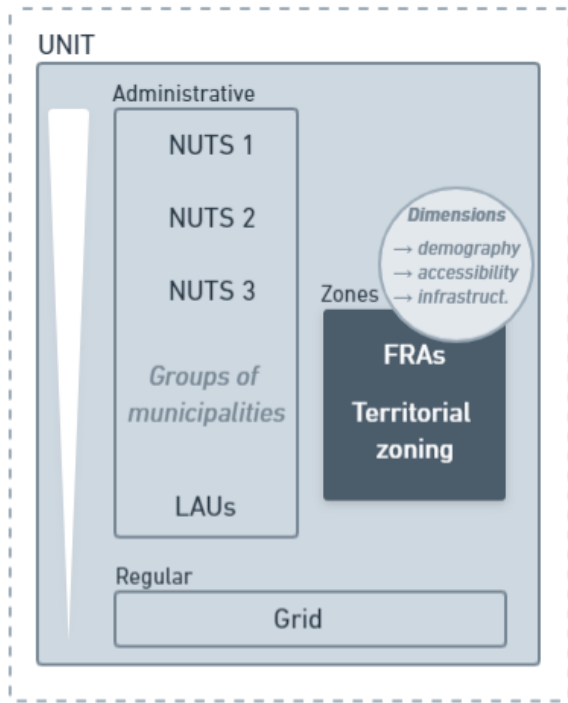 UNIT
Administrative
NUTS 1
NUTS 2
NUTS 3
Groups of
municipalities
LAUs
Dimensions
→ demography
→ accessibility
→ infrastruct.
Zones
FRAs
Territorial
zoning
Regular
Grid